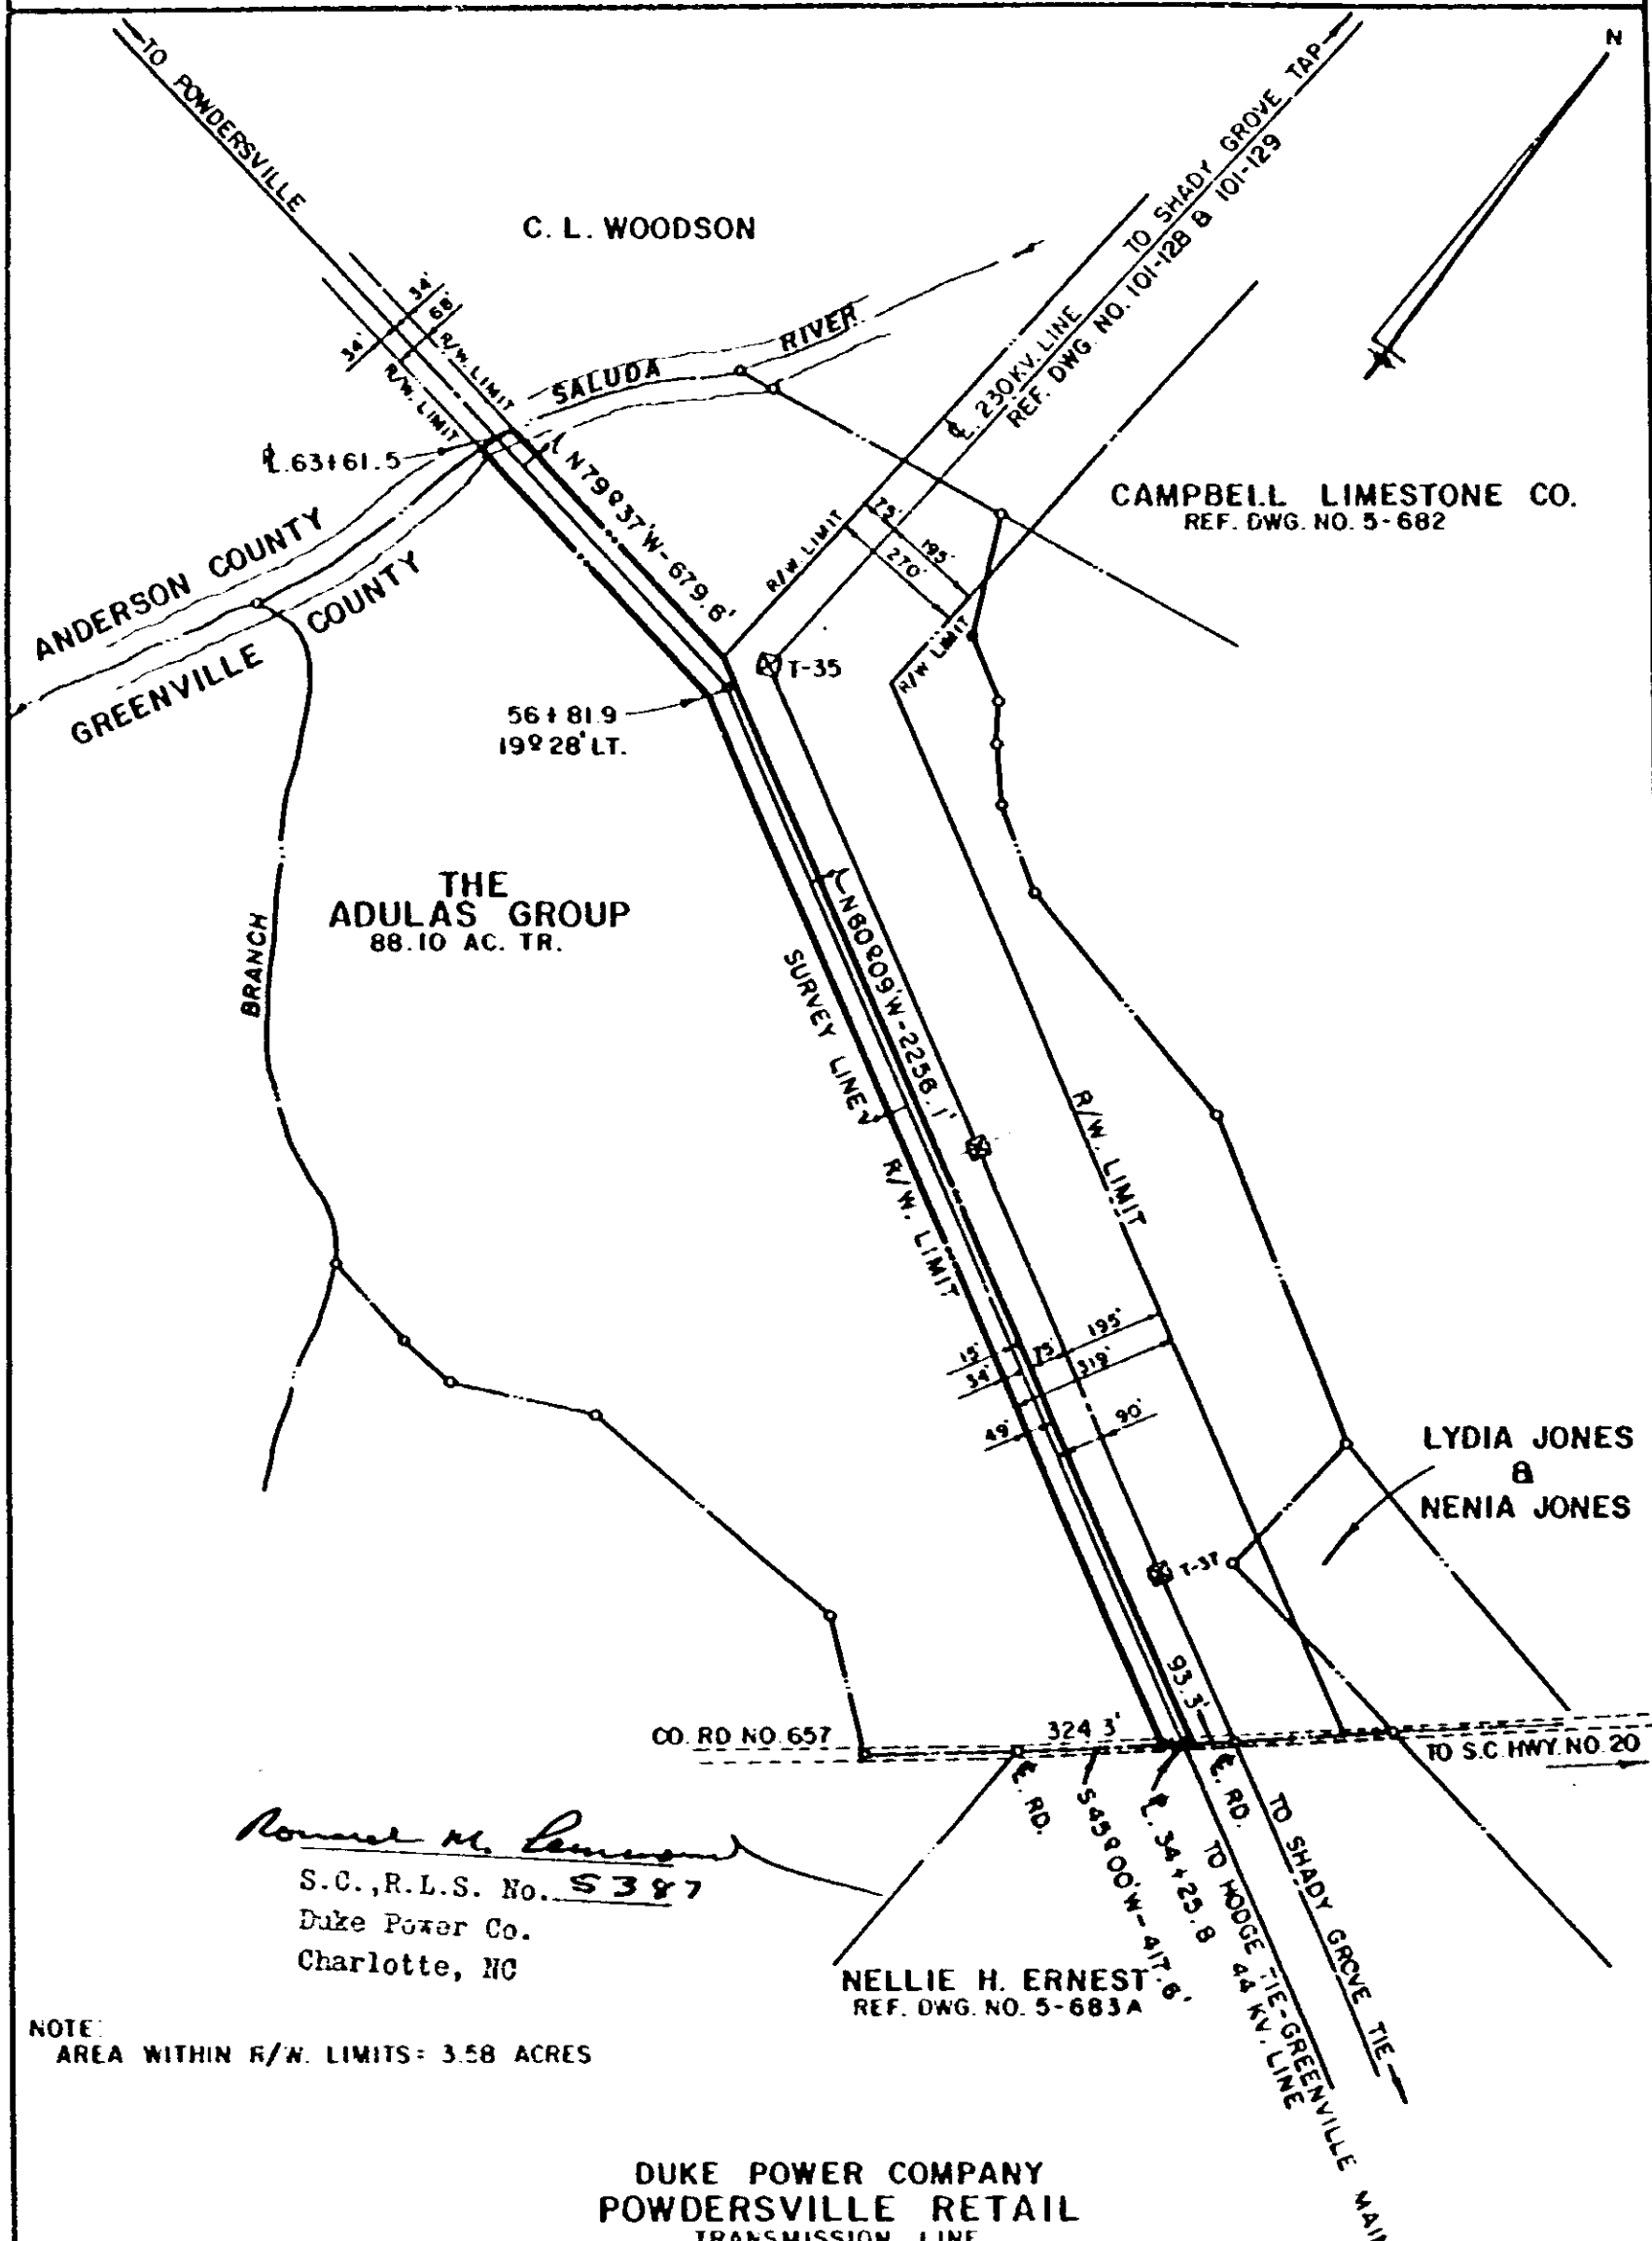 N
TO POWDERSVILLE
TO SHADY GROVE TAP
C. L. WOODSON
₵. 230 KV. LINE
REF. DWG. NO. 101-128 & 101-129
34'
68'
34'
R/W. LIMIT
R/W. LIMIT
SALUDA RIVER
63+61.5
N79°37'W-679.6'
CAMPBELL LIMESTONE CO.
REF. DWG. NO. 5-682
75'
195'
270'
R/W. LIMIT
R/W LIMIT
ANDERSON COUNTY
GREENVILLE COUNTY
T-35
56+81.9
19°28' LT.
THE
ADULAS GROUP
88.10 AC. TR.
BRANCH
N60°09'W-2256.1'
SURVEY LINE
R/W. LIMIT
R/W. LIMIT
15'
34'
75'
195'
319'
49'
90'
LYDIA JONES
&
NENIA JONES
T-37
93.3'
CO. RD NO. 657
324.3'
TO S.C. HWY. NO. 20
₵. RD.
S45°00'W-417.6'
₵. 34+25.8
₵. RD.
TO SHADY GROVE TIE
TO HODGE TIE-GREENVILLE MAIN
44 KV. LINE
S.C.,R.L.S. No. 5387
Duke Power Co.
Charlotte, NC
NELLIE H. ERNEST
REF. DWG. NO. 5-683A
NOTE:
AREA WITHIN R/W. LIMITS= 3.58 ACRES
DUKE POWER COMPANY
POWDERSVILLE RETAIL
TRANSMISSION LINE